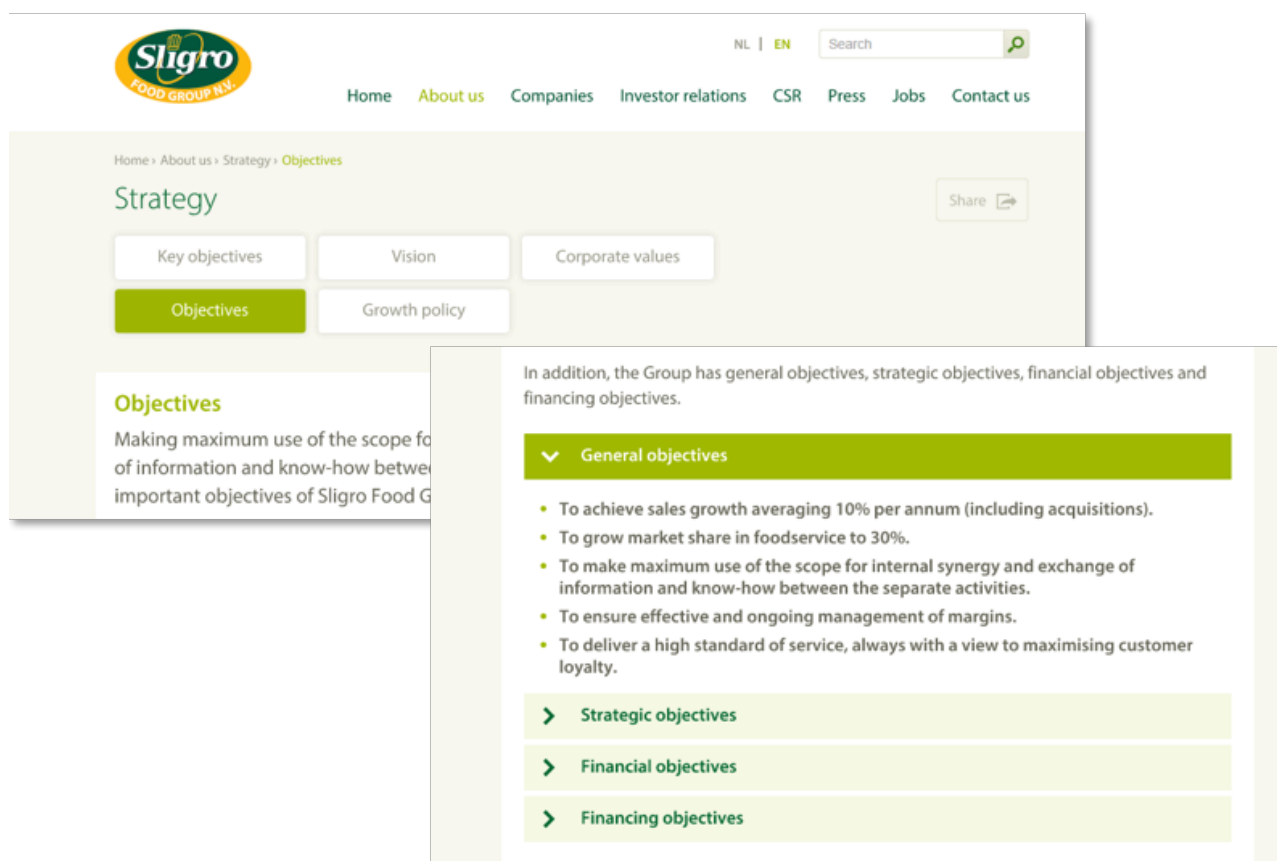 Sligro
FOOD GROUP N.V.
NL | EN
Search
Home About us Companies Investor relations CSR Press Jobs Contact us
Home › About us › Strategy › Objectives
Strategy
Share
Key objectives Vision Corporate values
Objectives Growth policy
Objectives
Making maximum use of the scope fo
of information and know-how betwee
important objectives of Sligro Food G
In addition, the Group has general objectives, strategic objectives, financial objectives and
financing objectives.
General objectives
• To achieve sales growth averaging 10% per annum (including acquisitions).
• To grow market share in foodservice to 30%.
• To make maximum use of the scope for internal synergy and exchange of
information and know-how between the separate activities.
• To ensure effective and ongoing management of margins.
• To deliver a high standard of service, always with a view to maximising customer
loyalty.
Strategic objectives
Financial objectives
Financing objectives